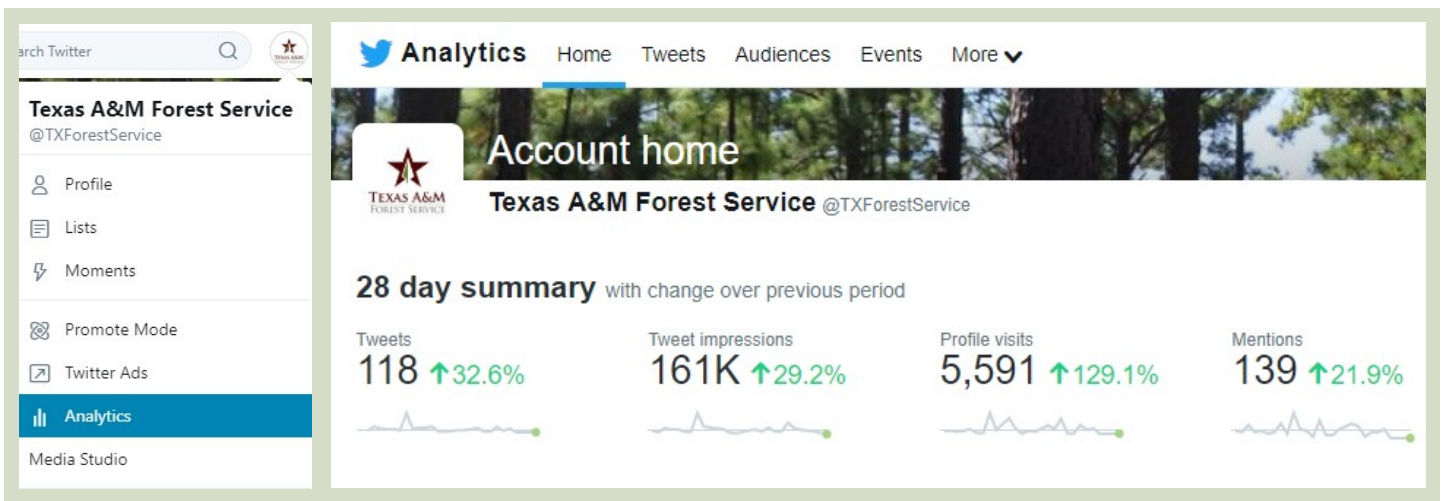 arch Twitter
TEXAS A&M
FOREST SERVICE
Texas A&M Forest Service
@TXForestService
Profile
Lists
Moments
Promote Mode
Twitter Ads
Analytics
Media Studio
Analytics Home Tweets Audiences Events More
Account home
TEXAS A&M
FOREST SERVICE
Texas A&M Forest Service @TXForestService
28 day summary with change over previous period
Tweets Tweet impressions Profile visits Mentions
118 ↑32.6% 161K ↑29.2% 5,591 ↑129.1% 139 ↑21.9%